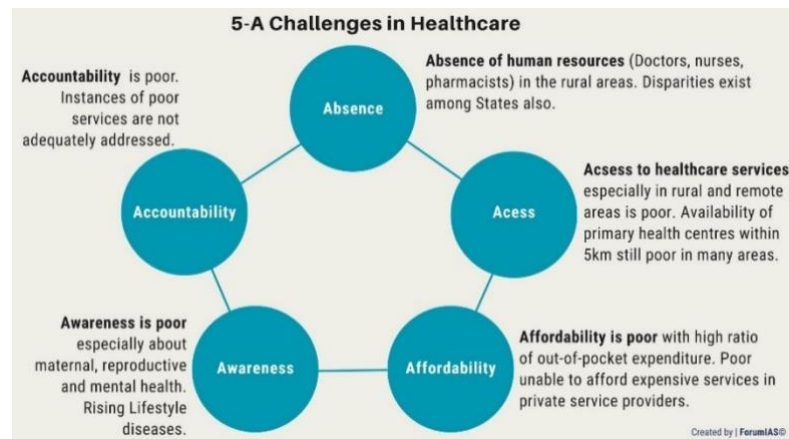 5-A Challenges in Healthcare
Absence
Absence of human resources (Doctors, nurses,
pharmacists) in the rural areas. Disparities exist
among States also.
Acess
Acsess to healthcare services
especially in rural and remote
areas is poor. Availability of
primary health centres within
5km still poor in many areas.
Affordability
Affordability is poor with high ratio
of out-of-pocket expenditure. Poor
unable to afford expensive services in
private service providers.
Awareness
Awareness is poor
especially about
maternal, reproductive
and mental health.
Rising Lifestyle
diseases.
Accountability
Accountability is poor.
Instances of poor
services are not
adequately addressed.
Created by | ForumIAS©